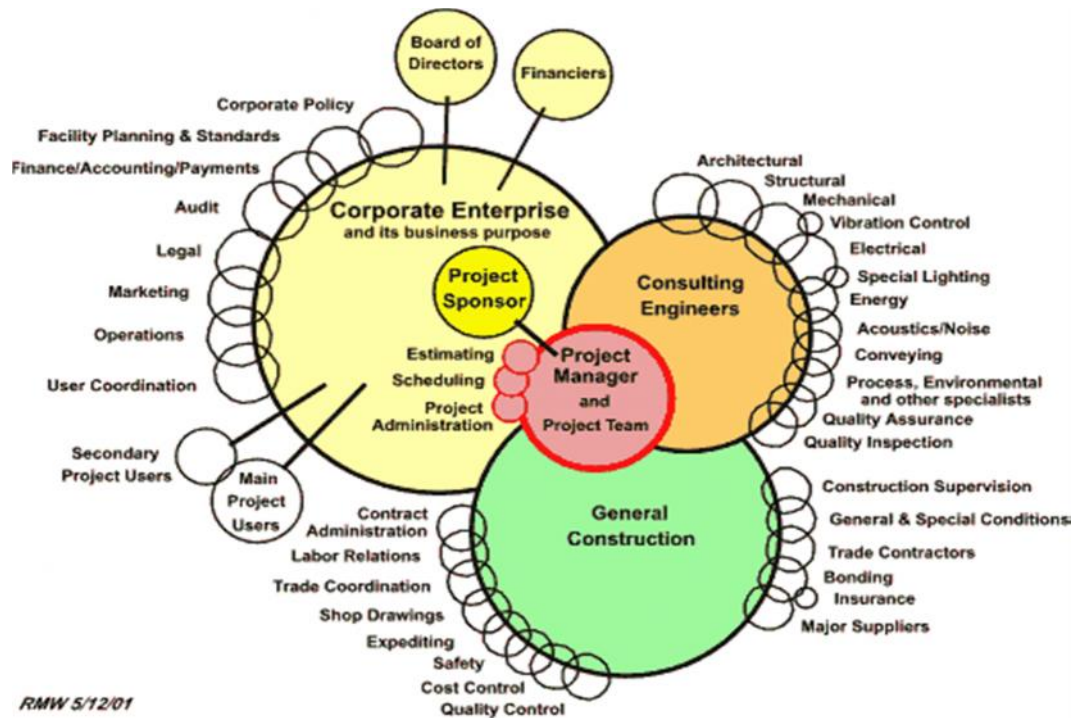 Board of
Directors
Financiers
Corporate Policy
Facility Planning & Standards
Finance/Accounting/Payments
Audit
Legal
Marketing
Operations
User Coordination
Secondary
Project Users
Main
Project
Users
Corporate Enterprise
and its business purpose
Project
Sponsor
Estimating
Scheduling
Project
Administration
Project
Manager
and
Project Team
Consulting
Engineers
Architectural
Structural
Mechanical
Vibration Control
Electrical
Special Lighting
Energy
Acoustics/Noise
Conveying
Process, Environmental
and other specialists
Quality Assurance
Quality Inspection
General
Construction
Construction Supervision
General & Special Conditions
Trade Contractors
Bonding
Insurance
Major Suppliers
Contract
Administration
Labor Relations
Trade Coordination
Shop Drawings
Expediting
Safety
Cost Control
Quality Control
RMW 5/12/01